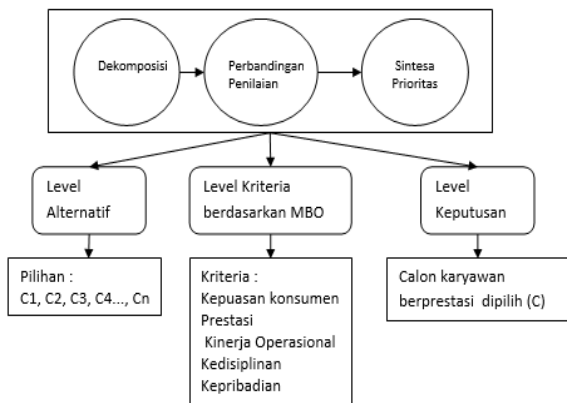 Dekomposisi
Perbandingan
Penilaian
Sintesa
Prioritas
Level
Alternatif
Level Kriteria
berdasarkan MBO
Level
Keputusan
Pilihan :
C1, C2, C3, C4..., Cn
Kriteria :
Kepuasan konsumen
Prestasi
Kinerja Operasional
Kedisiplinan
Kepribadian
Calon karyawan
berprestasi dipilih (C)